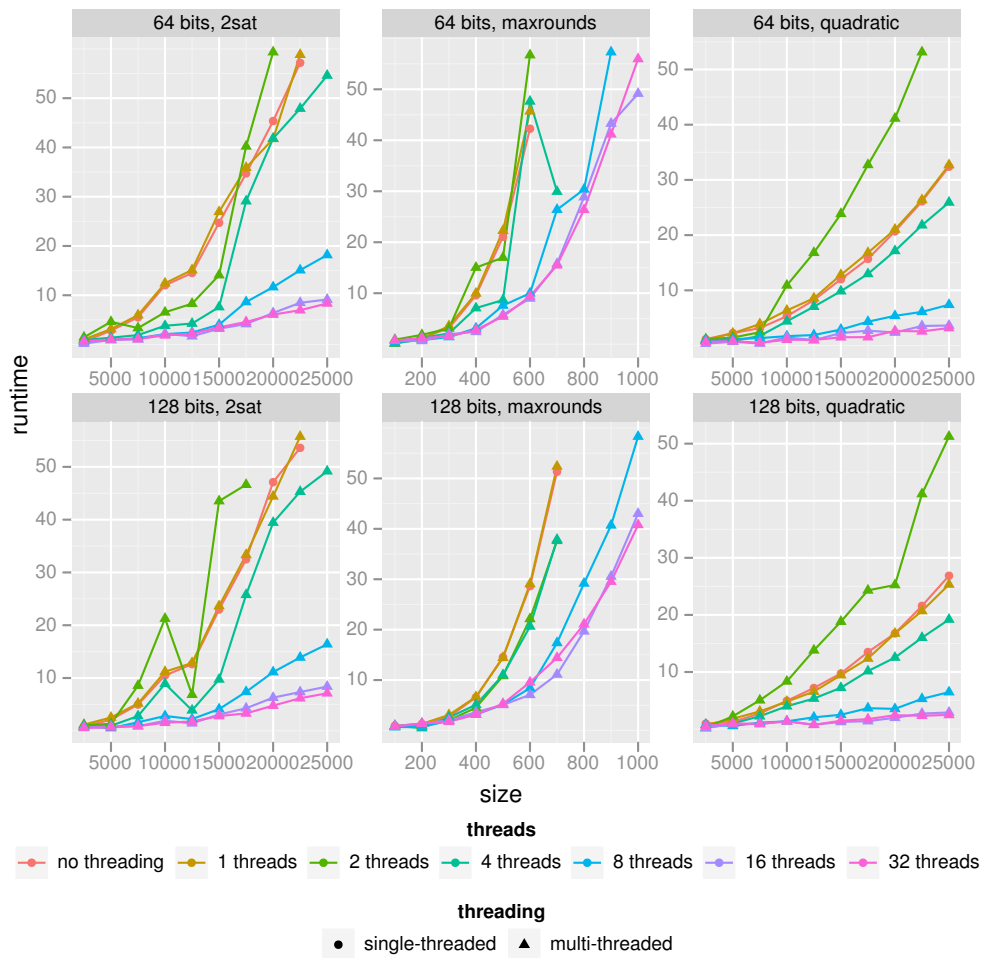 64 bits, 2sat
64 bits, maxrounds
64 bits, quadratic
50
40
30
20
10
50
40
30
20
10
50
40
30
20
10
5000 10000 15000 20000 25000
200 400 600 800 1000
5000 10000 15000 20000 25000
runtime
128 bits, 2sat
128 bits, maxrounds
128 bits, quadratic
50
40
30
20
10
50
40
30
20
10
50
40
30
20
10
5000 10000 15000 20000 25000
200 400 600 800 1000
5000 10000 15000 20000 25000
size
threads
no threading 1 threads 2 threads 4 threads 8 threads 16 threads 32 threads
threading
single-threaded multi-threaded